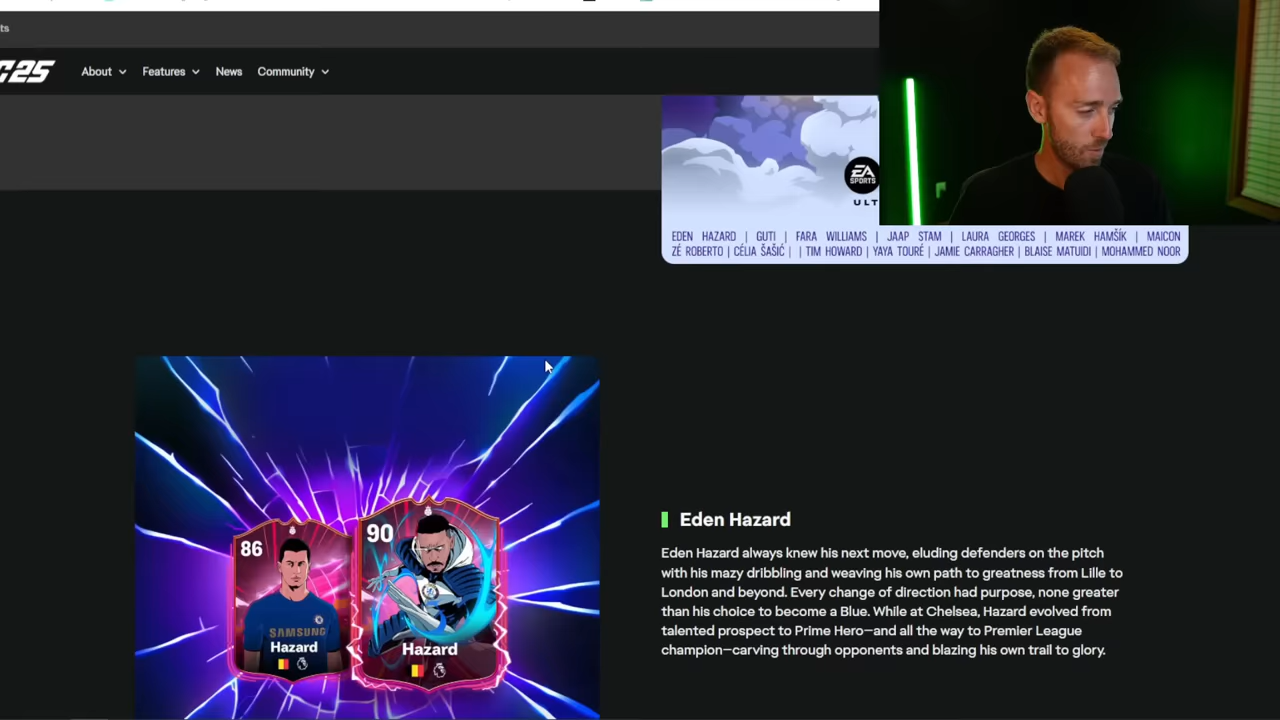 ts
C25
About
Features
News
Community
EA
SPORTS
ULT
EDEN HAZARD | GUTI | FARA WILLIAMS | JAAP STAM | LAURA GEORGES | MAREK HAMŠÍK | MAICON
ZÉ ROBERTO | CÉLIA ŠAŠIĆ | | TIM HOWARD | YAYA TOURÉ | JAMIE CARRAGHER | BLAISE MATUIDI | MOHAMMED NOOR
86
SAMSUNG
Hazard
90
Hazard
Eden Hazard
Eden Hazard always knew his next move, eluding defenders on the pitch
with his mazy dribbling and weaving his own path to greatness from Lille to
London and beyond. Every change of direction had purpose, none greater
than his choice to become a Blue. While at Chelsea, Hazard evolved from
talented prospect to Prime Hero—and all the way to Premier League
champion—carving through opponents and blazing his own trail to glory.